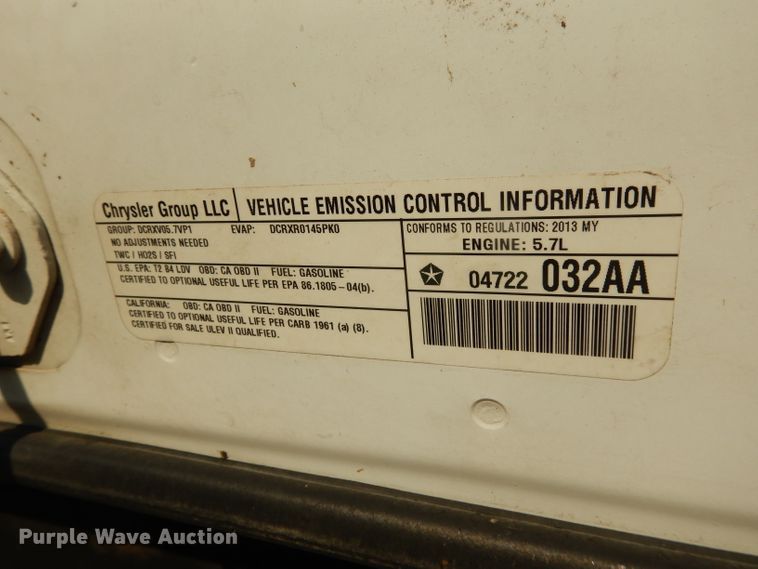 Chrysler Group LLC VEHICLE EMISSION CONTROL INFORMATION
GROUP: DCRXV05.7VP1 EVAP: DCRXR0145PK0
NO ADJUSTMENTS NEEDED
TWC / HO2S / SFI
CONFORMS TO REGULATIONS: 2013 MY
ENGINE: 5.7L
U.S. EPA: T2 B4 LDV OBD: CA OBD II FUEL: GASOLINE
CERTIFIED TO OPTIONAL USEFUL LIFE PER EPA 86.1805-04(b).
04722 032AA
CALIFORNIA: OBD: CA OBD II FUEL: GASOLINE
CERTIFIED TO OPTIONAL USEFUL LIFE PER CARB 1961 (a) (8).
CERTIFIED FOR SALE ULEV II QUALIFIED.
Purple Wave Auction